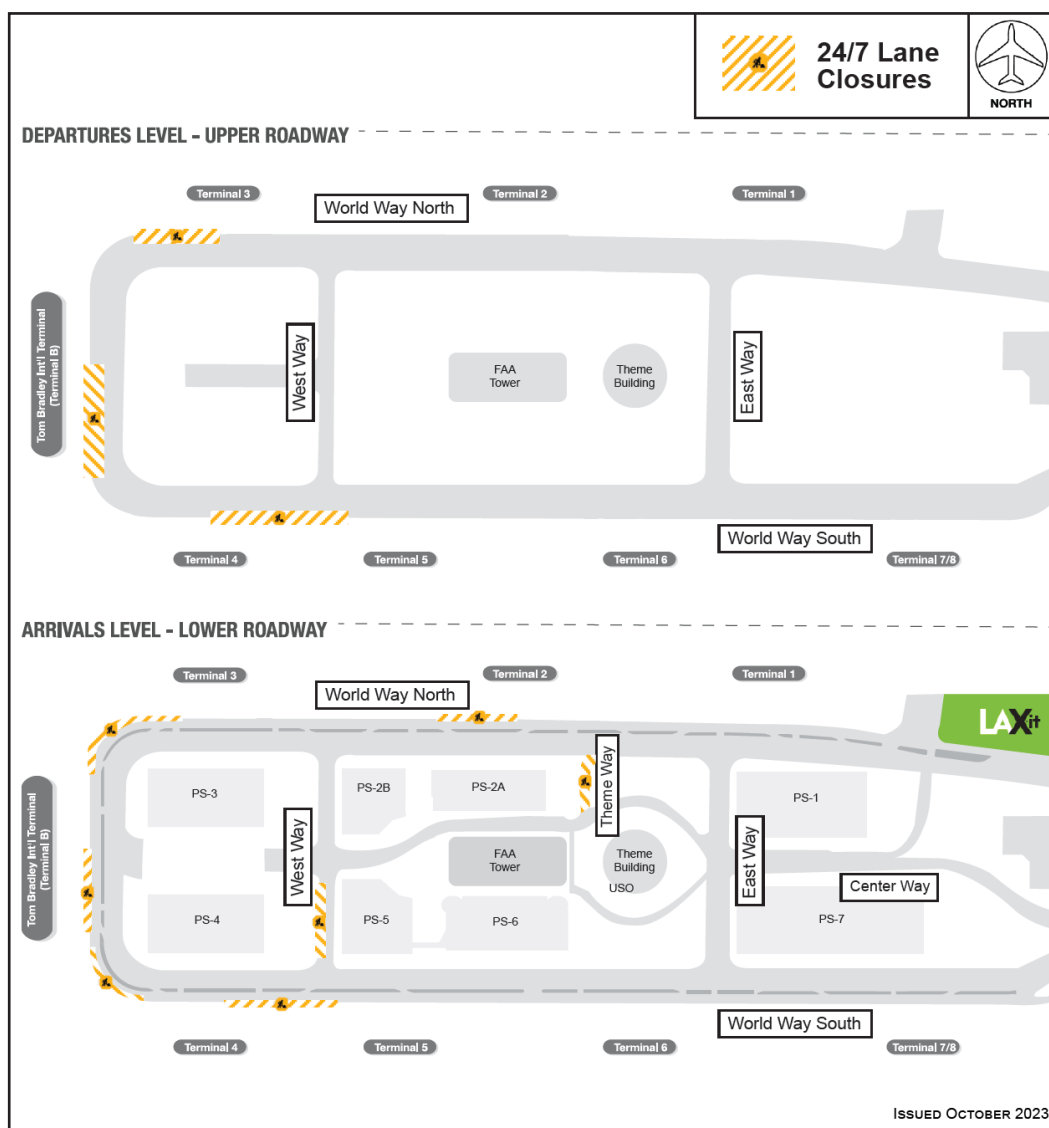 24/7 Lane
Closures
NORTH
DEPARTURES LEVEL - UPPER ROADWAY
Terminal 3
Terminal 2
Terminal 1
World Way North
Tom Bradley Int'l Terminal
(Terminal B)
West Way
FAA
Tower
Theme
Building
East Way
World Way South
Terminal 4
Terminal 5
Terminal 6
Terminal 7/8
ARRIVALS LEVEL - LOWER ROADWAY
Terminal 3
Terminal 2
Terminal 1
World Way North
LAXit
Theme Way
PS-3
PS-2B
PS-2A
PS-1
Tom Bradley Int'l Terminal
(Terminal B)
West Way
FAA
Tower
Theme
Building
USO
East Way
Center Way
PS-4
PS-5
PS-6
PS-7
World Way South
Terminal 4
Terminal 5
Terminal 6
Terminal 7/8
ISSUED OCTOBER 2023